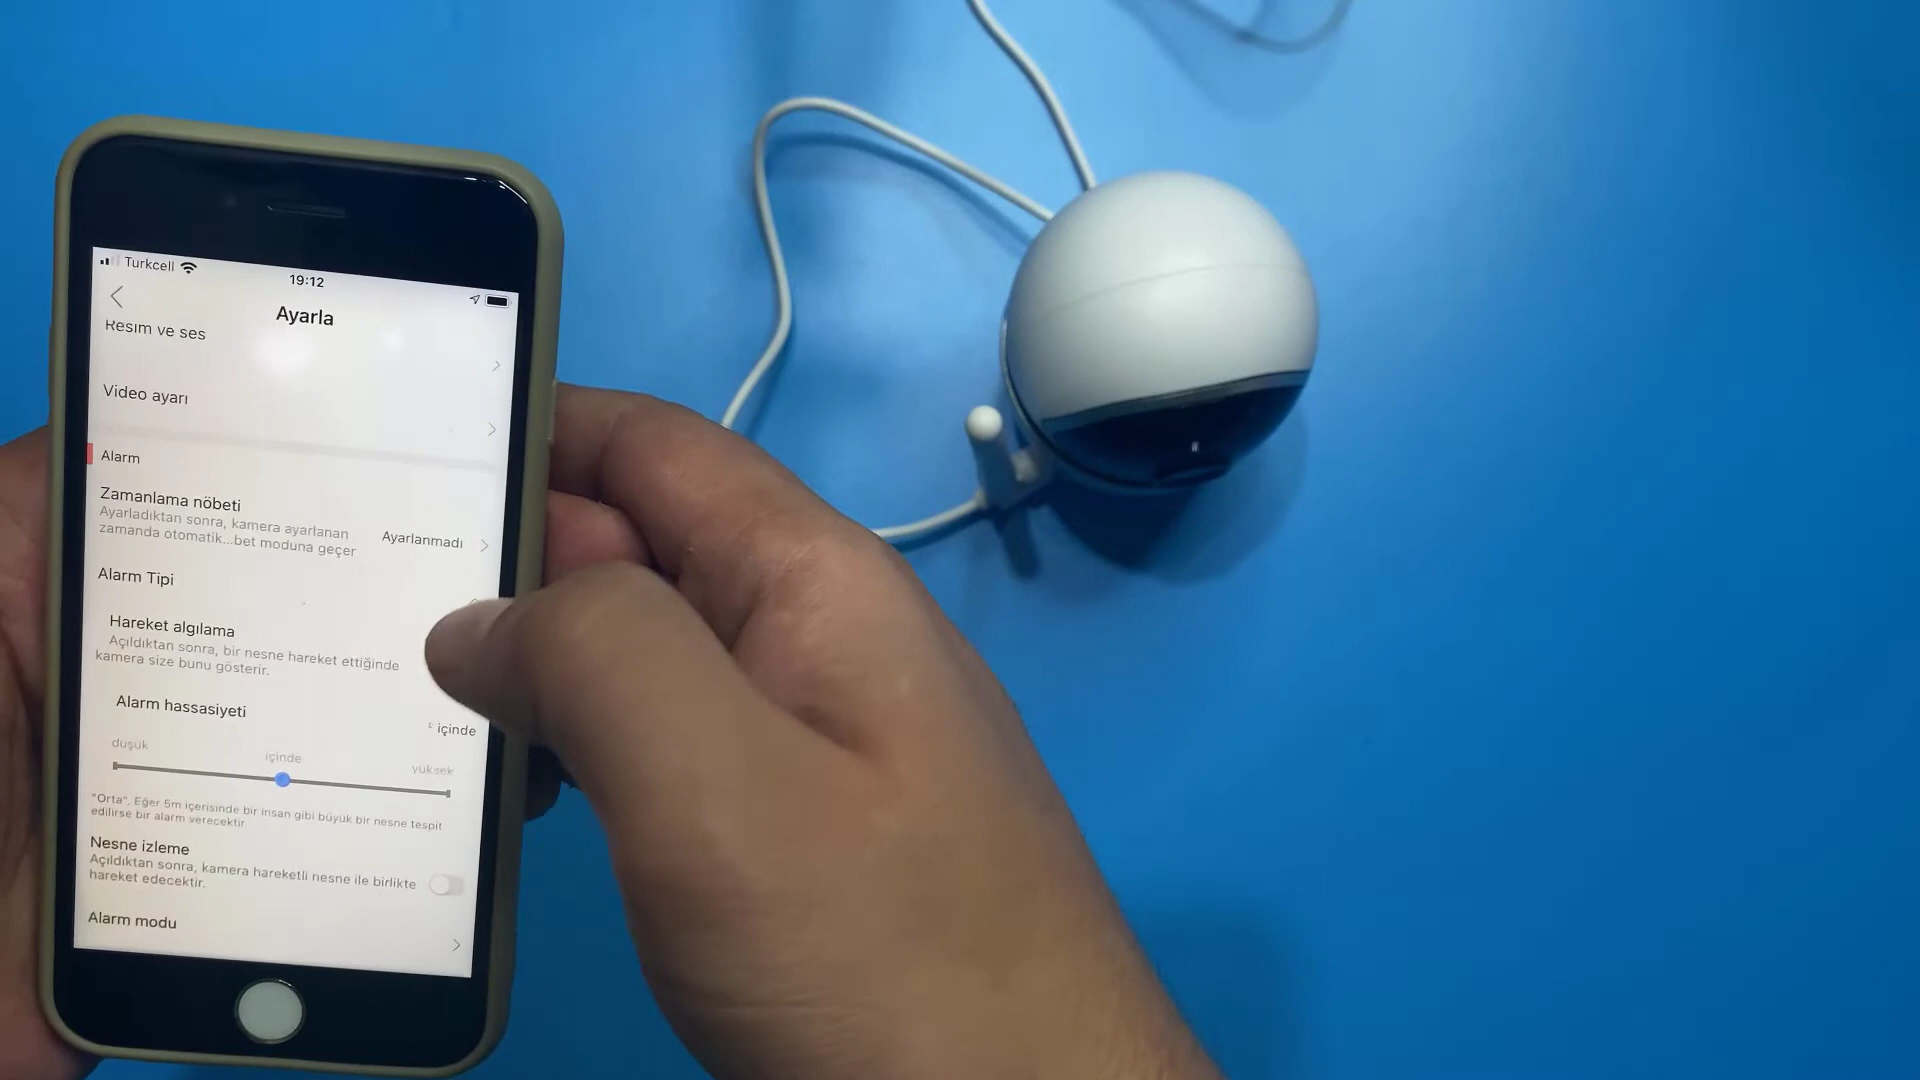 Turkcell
19:12
Ayarla
Resim ve ses
Video ayarı
Alarm
Zamanlama nöbeti
Ayarladıktan sonra, kamera ayarlanan
zamanda otomatik...bet moduna geçer
Ayarlanmadı
Alarm Tipi
Hareket algılama
Açıldıktan sonra, bir nesne hareket ettiğinde
kamera size bunu gösterir.
Alarm hassasiyeti
içinde
düşük
içinde
yüksek
"Orta", Eğer 5m içerisinde bir insan gibi büyük bir nesne tespit
edilirse bir alarm verecektir.
Nesne izleme
Açıldıktan sonra, kamera hareketli nesne ile birlikte
hareket edecektir.
Alarm modu